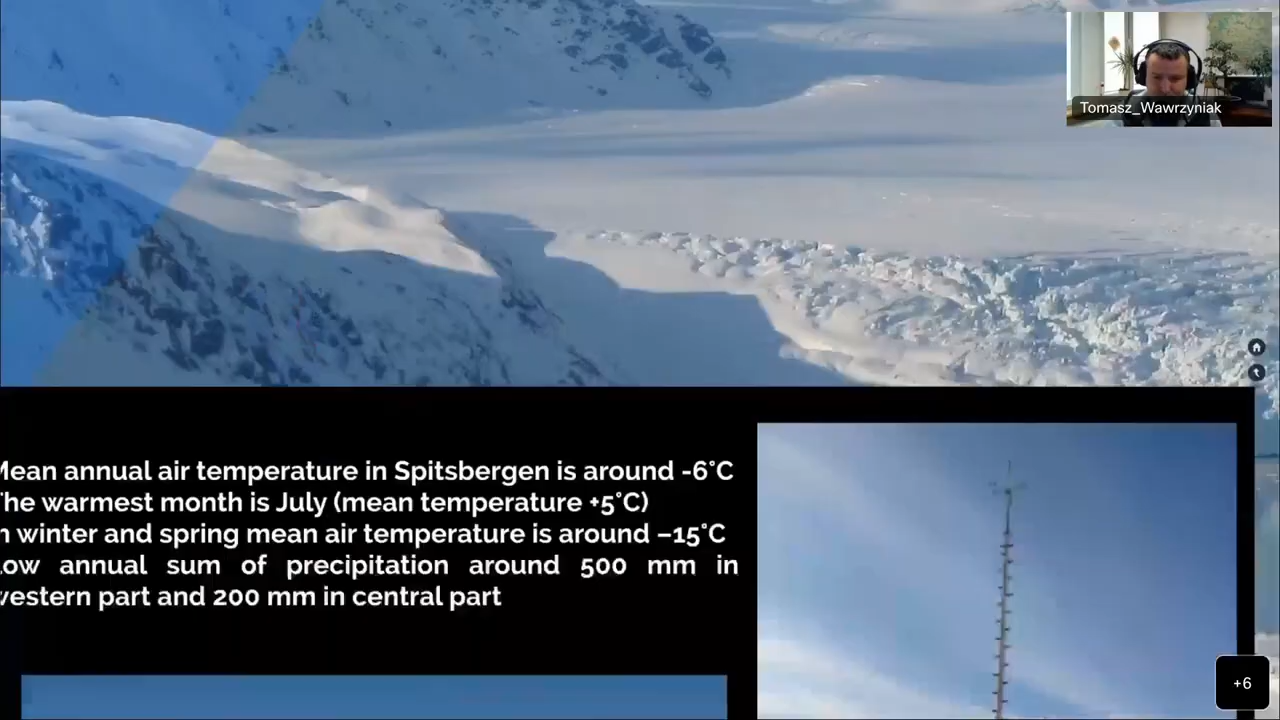 Tomasz_Wawrzyniak
Mean annual air temperature in Spitsbergen is around -6°C
The warmest month is July (mean temperature +5°C)
n winter and spring mean air temperature is around –15°C
ow annual sum of precipitation around 500 mm in
western part and 200 mm in central part
+6